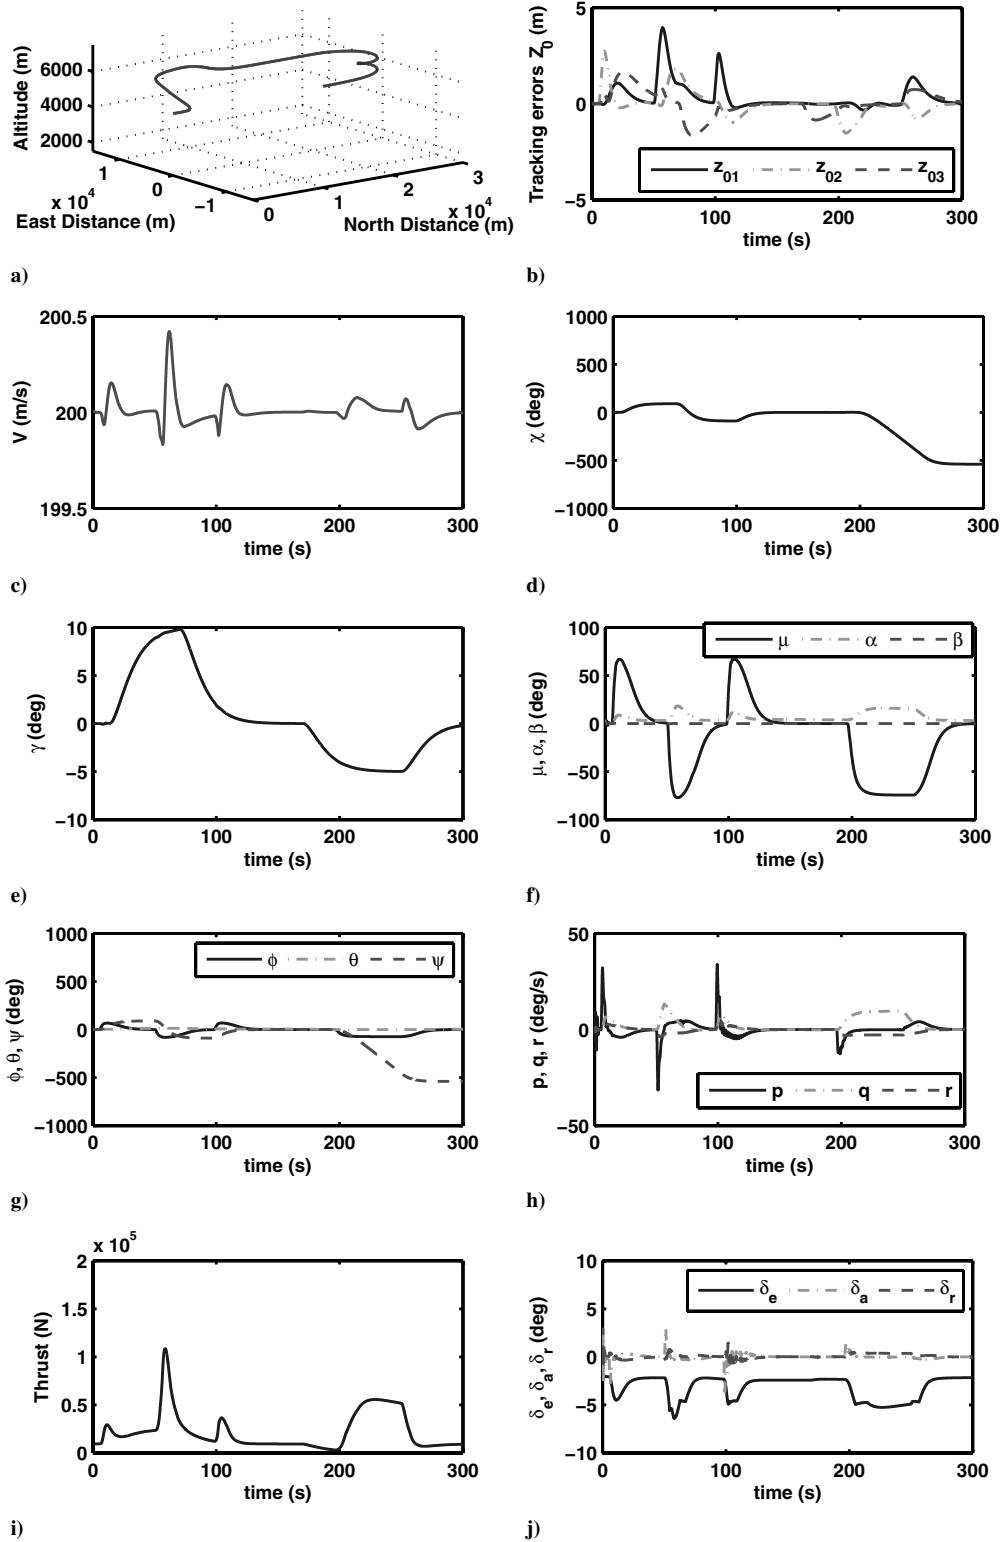 Altitude (m)
6000
4000
2000
1
0
−1
x 10^4
East Distance (m)
0
1
2
3
x 10^4
North Distance (m)
a)
Tracking errors Z_0 (m)
5
0
−5
z_01 z_02 z_03
0 100 200 300
time (s)
b)
V (m/s)
200.5
200
199.5
0 100 200 300
time (s)
c)
χ (deg)
1000
500
0
−500
−1000
0 100 200 300
time (s)
d)
γ (deg)
10
5
0
−5
−10
0 100 200 300
time (s)
e)
μ, α, β (deg)
100
50
0
−50
−100
μ α β
0 100 200 300
time (s)
f)
ϕ, θ, ψ (deg)
1000
500
0
−500
−1000
ϕ θ ψ
0 100 200 300
time (s)
g)
p, q, r (deg/s)
50
0
−50
p q r
0 100 200 300
time (s)
h)
x 10^5
Thrust (N)
2
1.5
1
0.5
0
0 100 200 300
time (s)
i)
δ_e, δ_a, δ_r (deg)
10
5
0
−5
−10
δ_e δ_a δ_r
0 100 200 300
time (s)
j)